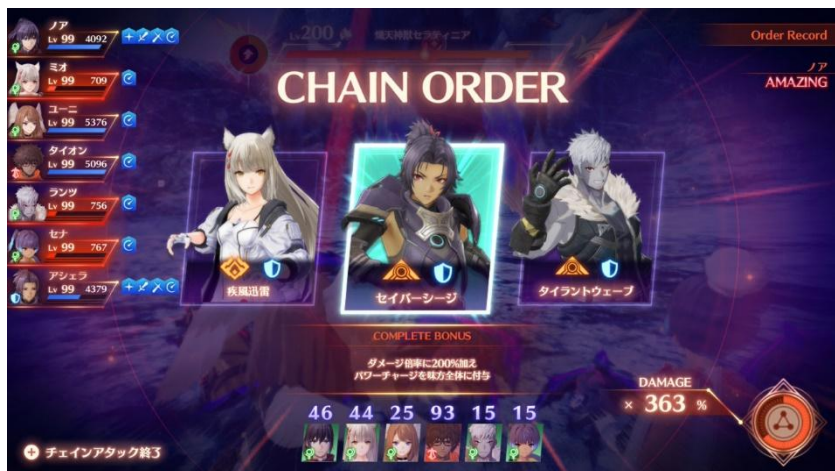 ノア
Lv 99 4092
ミオ
Lv 99 709
ユーニ
Lv 99 5376
タイオン
Lv 99 5096
ランツ
Lv 99 756
セナ
Lv 99 767
アシェラ
Lv 99 4379
Lv.200
Order Record
ノア
AMAZING
CHAIN ORDER
疾風迅雷
セイバーシージ
タイラントウェーブ
COMPLETE BONUS
ダメージ倍率に200%加え
パワーチャージを味方全体に付与
46 44 25 93 15 15
DAMAGE
× 363 %
チェインアタック終了